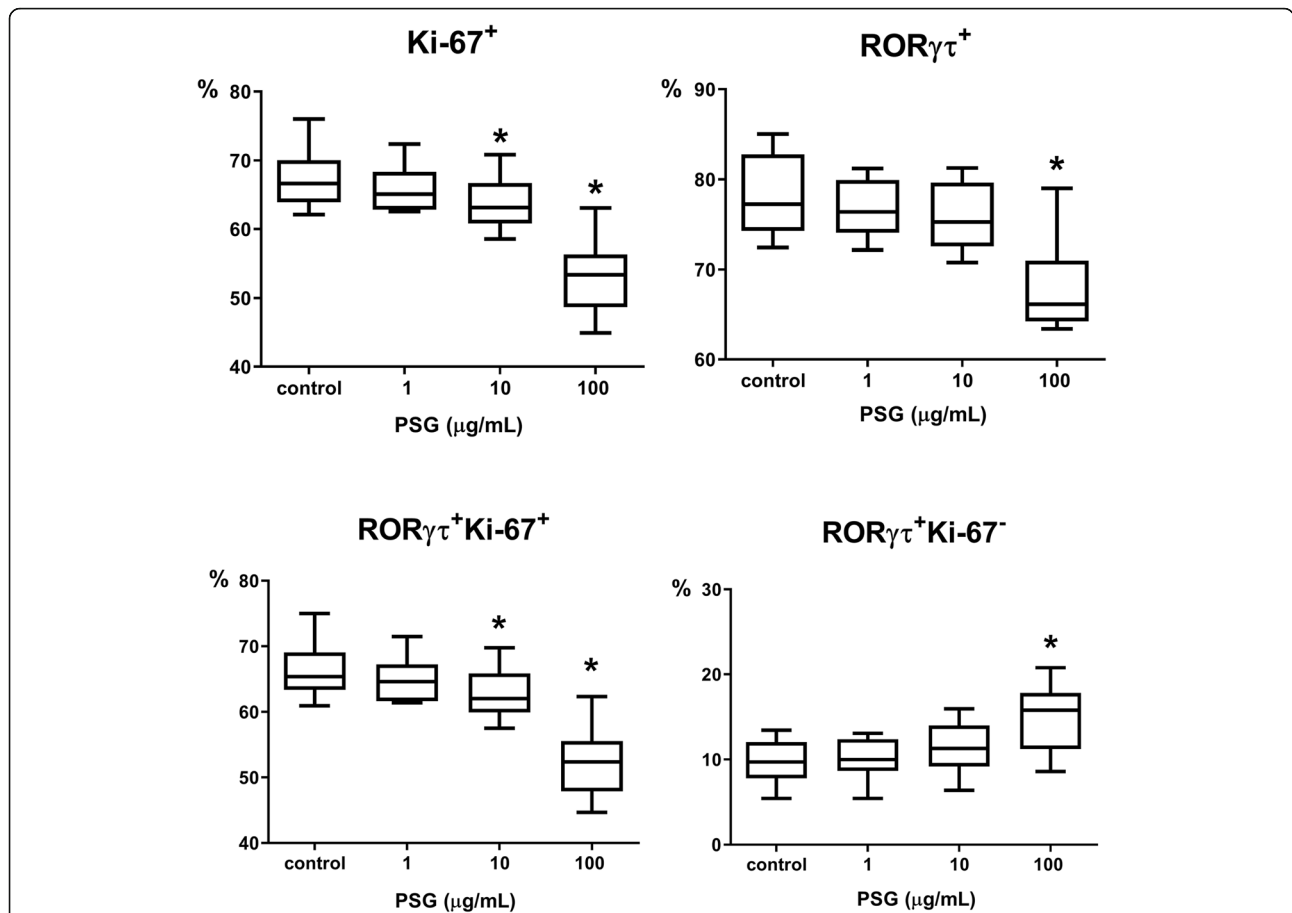 Ki-67⁺
%
80
70
60
50
40
*
*
control 1 10 100
PSG (μg/mL)
RORγτ⁺
%
90
80
70
60
*
control 1 10 100
PSG (μg/mL)
RORγτ⁺Ki-67⁺
%
80
70
60
50
40
*
*
control 1 10 100
PSG (μg/mL)
RORγτ⁺Ki-67⁻
%
30
20
10
0
*
control 1 10 100
PSG (μg/mL)